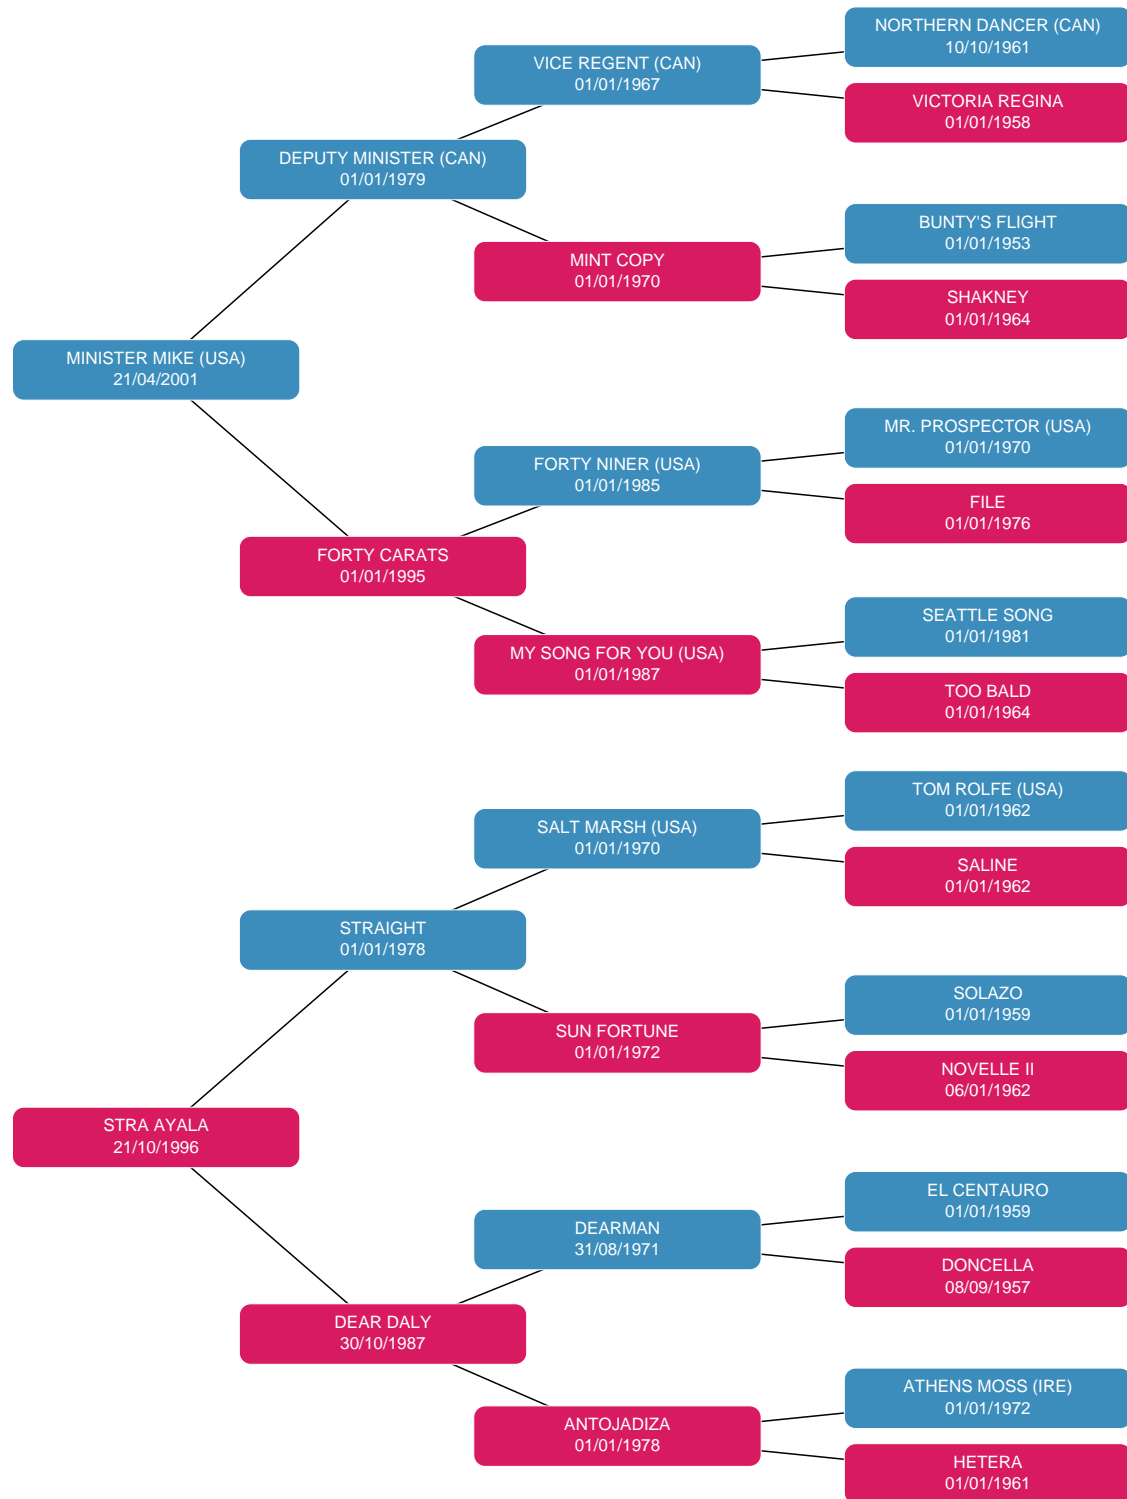 NORTHERN DANCER (CAN)
10/10/1961
VICE REGENT (CAN)
01/01/1967
VICTORIA REGINA
01/01/1958
DEPUTY MINISTER (CAN)
01/01/1979
BUNTY'S FLIGHT
01/01/1953
MINT COPY
01/01/1970
SHAKNEY
01/01/1964
MINISTER MIKE (USA)
21/04/2001
MR. PROSPECTOR (USA)
01/01/1970
FORTY NINER (USA)
01/01/1985
FILE
01/01/1976
FORTY CARATS
01/01/1995
SEATTLE SONG
01/01/1981
MY SONG FOR YOU (USA)
01/01/1987
TOO BALD
01/01/1964
TOM ROLFE (USA)
01/01/1962
SALT MARSH (USA)
01/01/1970
SALINE
01/01/1962
STRAIGHT
01/01/1978
SOLAZO
01/01/1959
SUN FORTUNE
01/01/1972
NOVELLE II
06/01/1962
STRA AYALA
21/10/1996
EL CENTAURO
01/01/1959
DEARMAN
31/08/1971
DONCELLA
08/09/1957
DEAR DALY
30/10/1987
ATHENS MOSS (IRE)
01/01/1972
ANTOJADIZA
01/01/1978
HETERA
01/01/1961